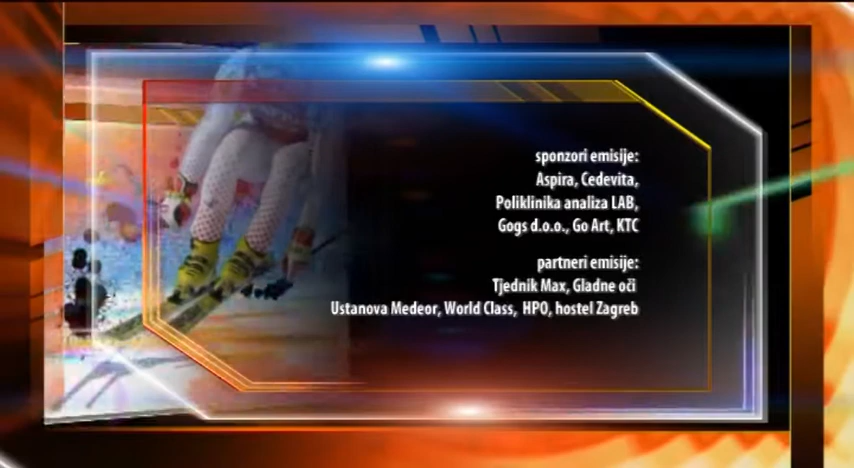 sponzori emisije:
Aspira, Cedevita,
Poliklinika analiza LAB,
Gogs d.o.o., Go Art, KTC
partneri emisije:
Tjednik Max, Gladne oči
Ustanova Medeor, World Class, HPO, hostel Zagreb